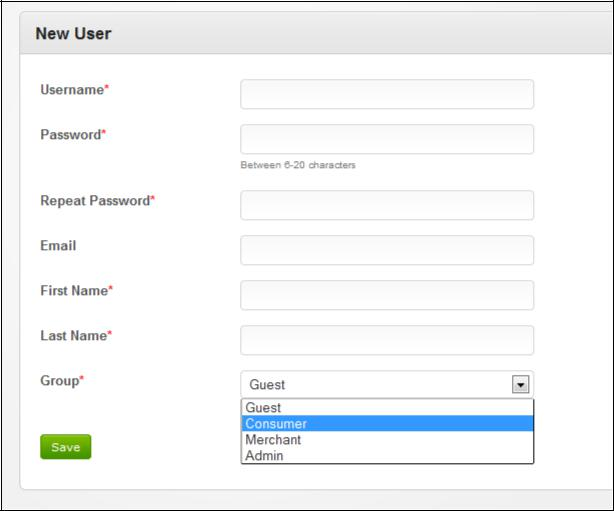 New User
Username*
Password*
Between 6-20 characters
Repeat Password*
Email
First Name*
Last Name*
Group*
Guest
Guest
Consumer
Merchant
Admin
Save